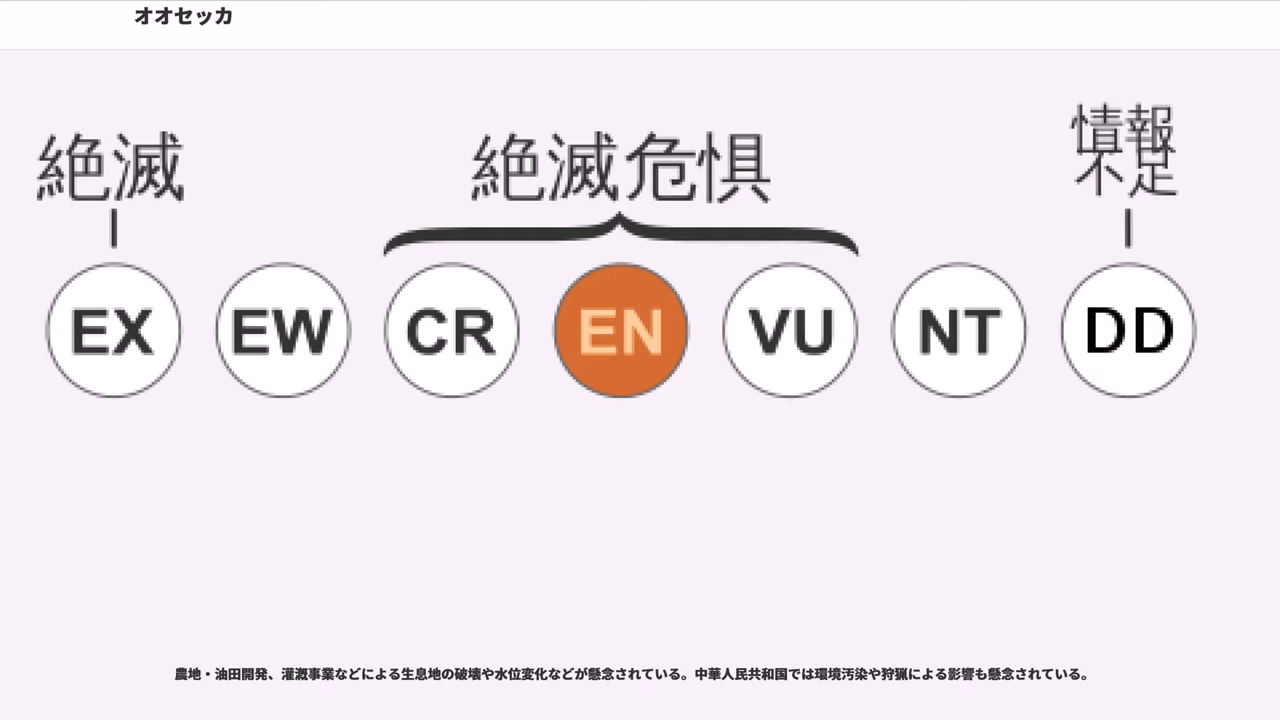 オオセッカ
絶滅
絶滅危惧
情報
不足
EX EW CR EN VU NT DD
農地・油田開発、灌漑事業などによる生息地の破壊や水位変化などが懸念されている。中華人民共和国では環境汚染や狩猟による影響も懸念されている。